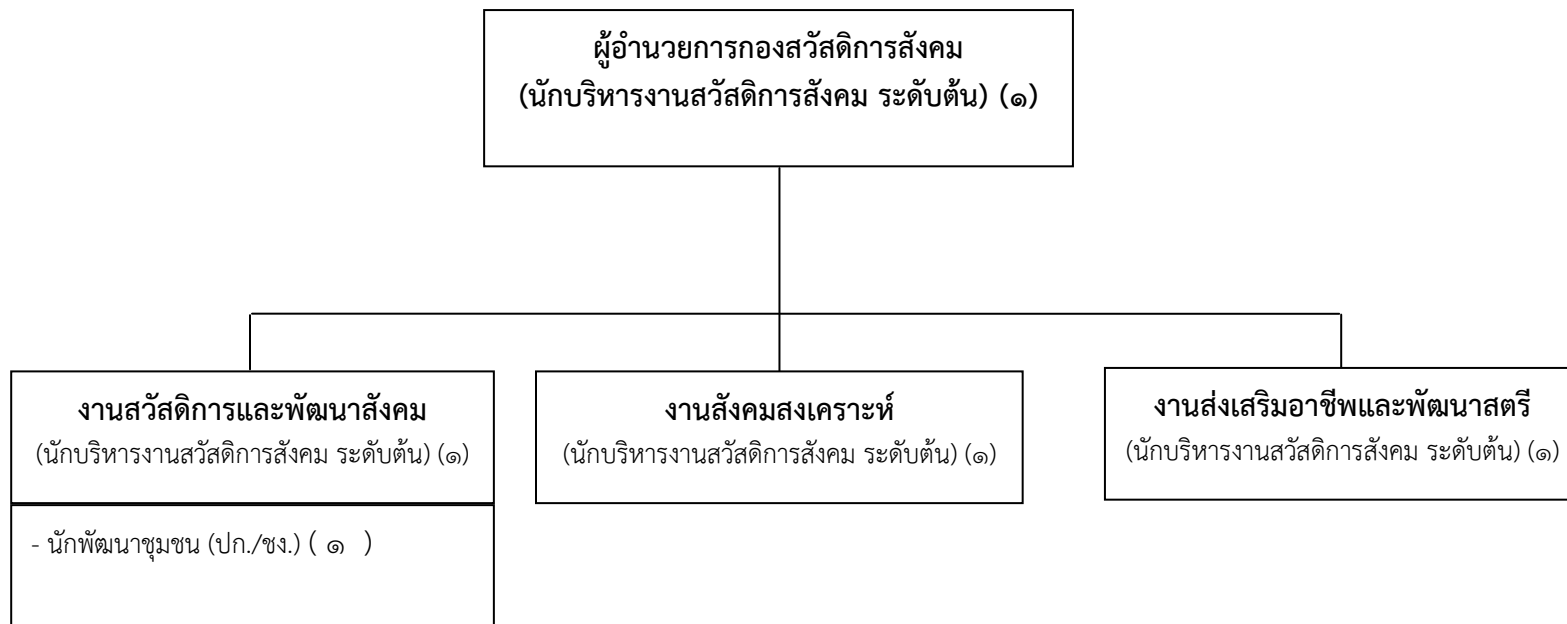 ผู้อำนวยการกองสวัสดิการสังคม
(นักบริหารงานสวัสดิการสังคม ระดับต้น) (๑)
งานสวัสดิการและพัฒนาสังคม
(นักบริหารงานสวัสดิการสังคม ระดับต้น) (๑)
- นักพัฒนาชุมชน (ปก./ชง.) ( ๑ )
งานสังคมสงเคราะห์
(นักบริหารงานสวัสดิการสังคม ระดับต้น) (๑)
งานส่งเสริมอาชีพและพัฒนาสตรี
(นักบริหารงานสวัสดิการสังคม ระดับต้น) (๑)